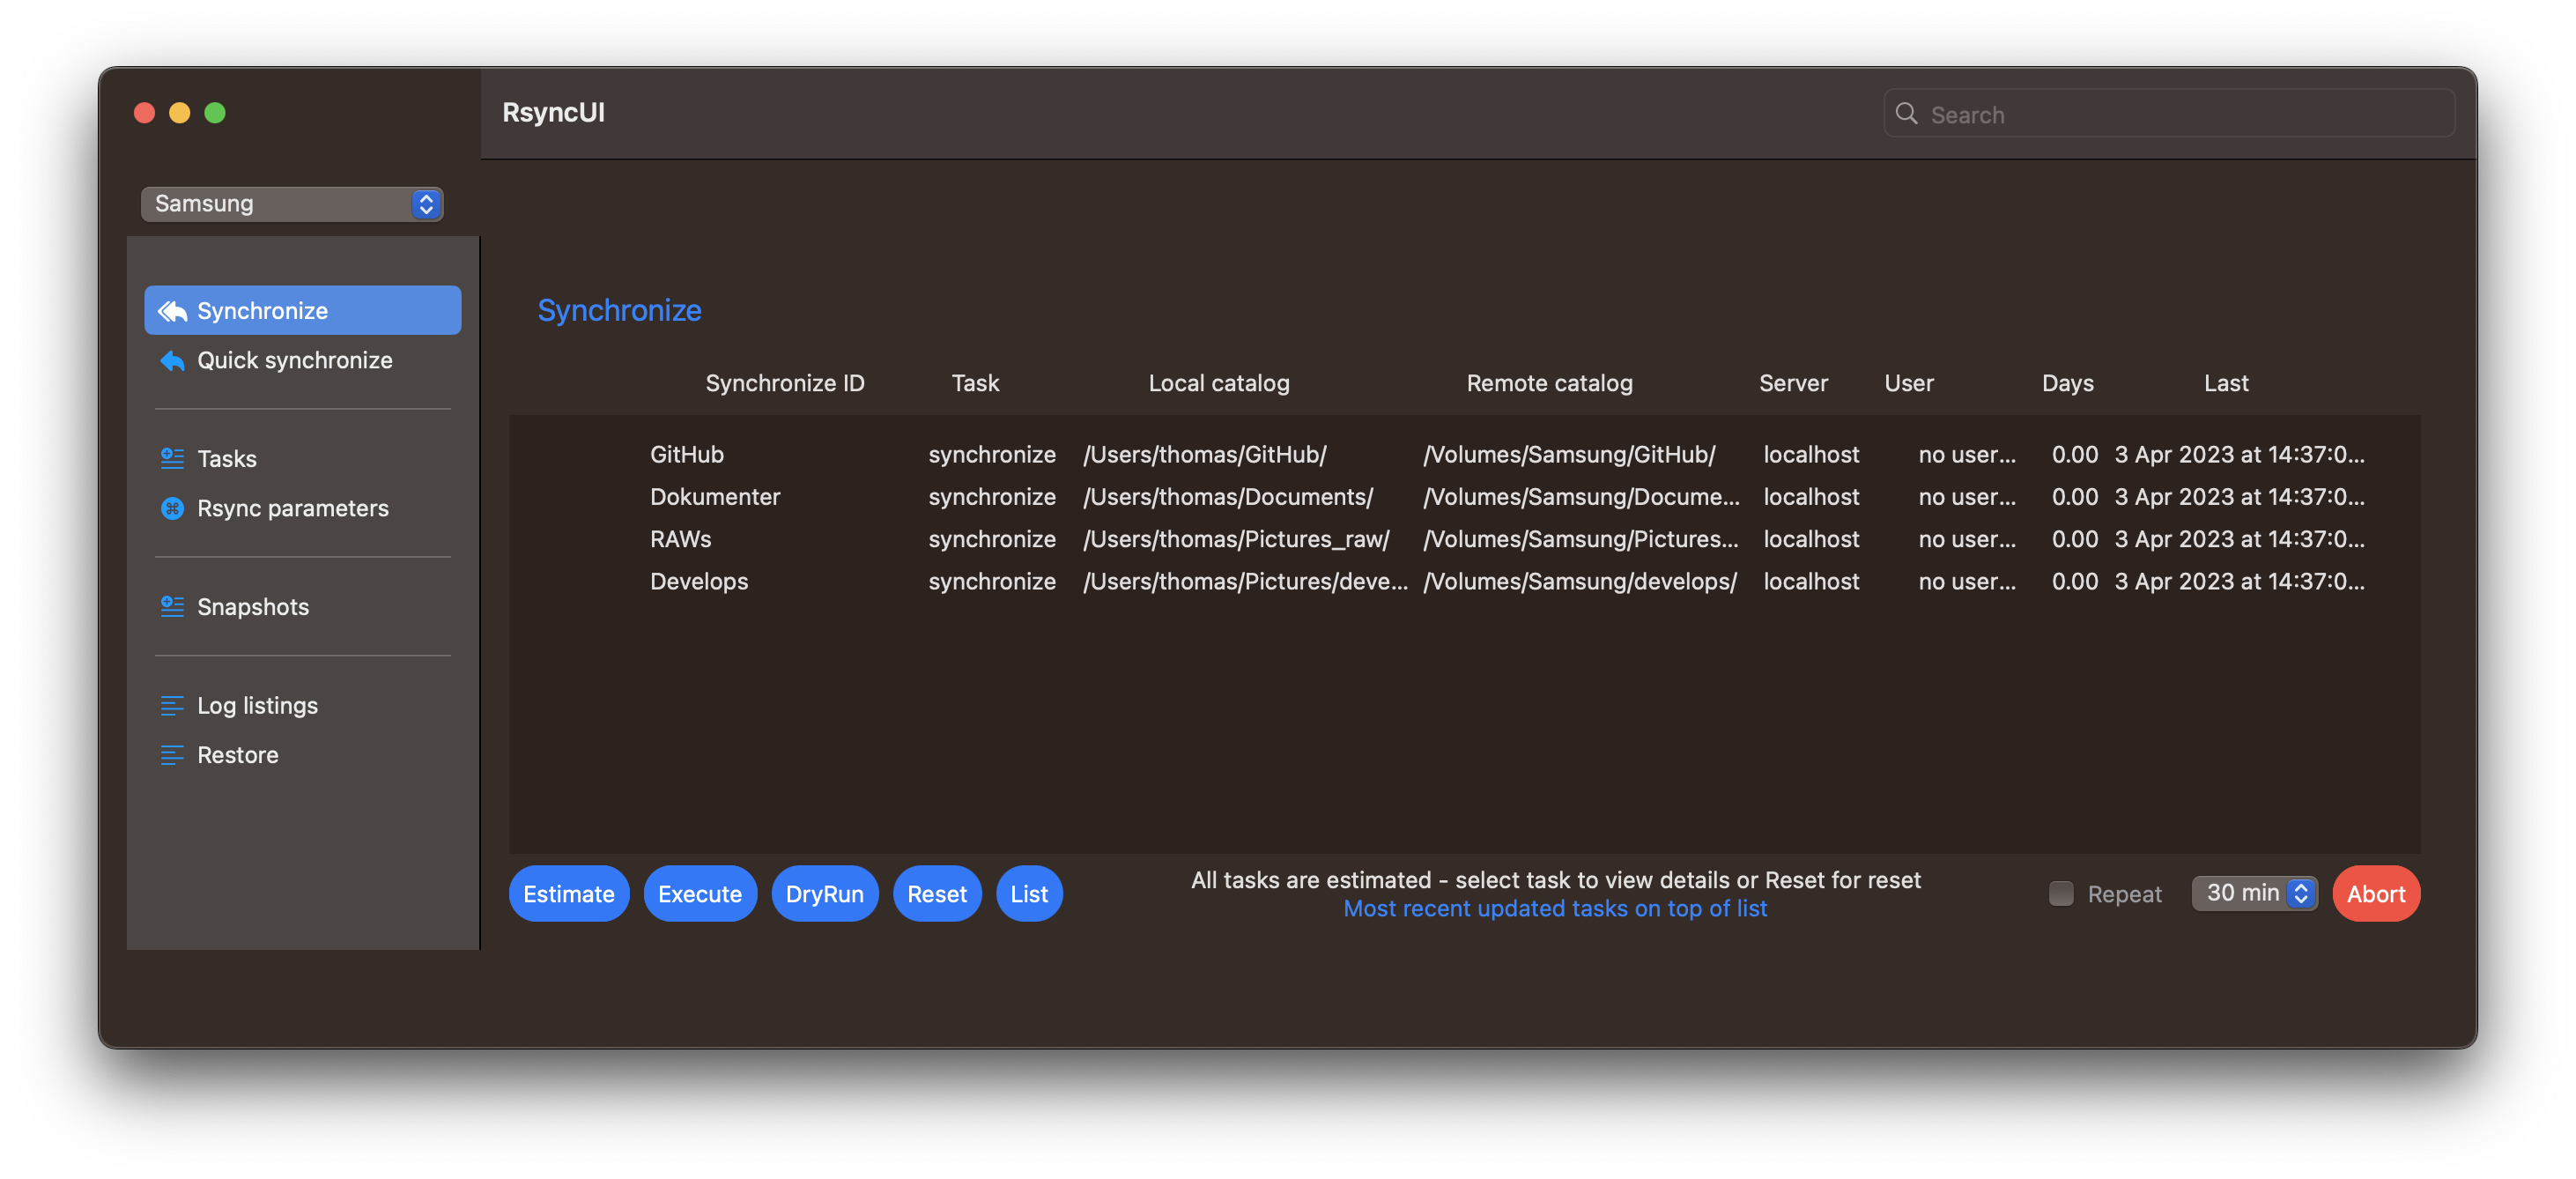 RsyncUI
Search
Samsung
Synchronize
Quick synchronize
Tasks
Rsync parameters
Snapshots
Log listings
Restore
Synchronize
Synchronize ID Task Local catalog Remote catalog Server User Days Last
GitHub synchronize /Users/thomas/GitHub/ /Volumes/Samsung/GitHub/ localhost no user... 0.00 3 Apr 2023 at 14:37:0...
Dokumenter synchronize /Users/thomas/Documents/ /Volumes/Samsung/Docume... localhost no user... 0.00 3 Apr 2023 at 14:37:0...
RAWs synchronize /Users/thomas/Pictures_raw/ /Volumes/Samsung/Pictures... localhost no user... 0.00 3 Apr 2023 at 14:37:0...
Develops synchronize /Users/thomas/Pictures/deve... /Volumes/Samsung/develops/ localhost no user... 0.00 3 Apr 2023 at 14:37:0...
Estimate Execute DryRun Reset List
All tasks are estimated - select task to view details or Reset for reset
Most recent updated tasks on top of list
Repeat 30 min Abort